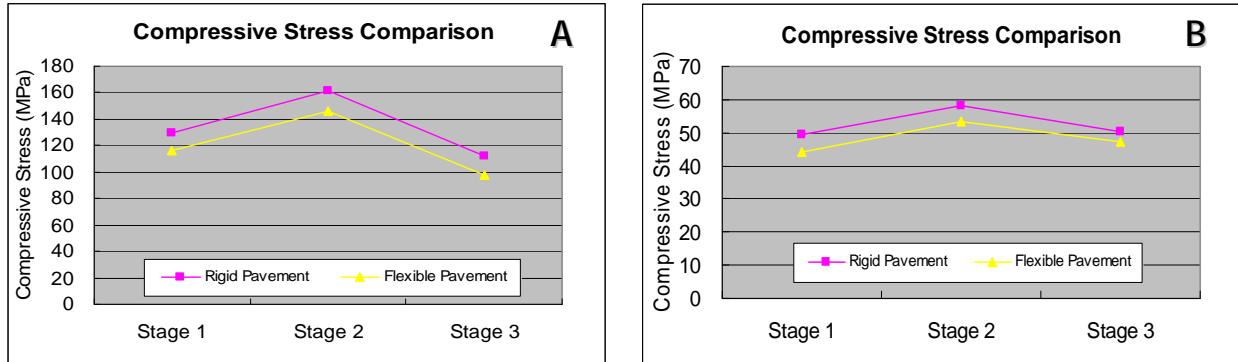 Compressive Stress Comparison
A
Compressive Stress (MPa)
180
160
140
120
100
80
60
40
20
0
Rigid Pavement
Flexible Pavement
Stage 1
Stage 2
Stage 3
Compressive Stress Comparison
B
Compressive Stress (MPa)
70
60
50
40
30
20
10
0
Rigid Pavement
Flexible Pavement
Stage 1
Stage 2
Stage 3